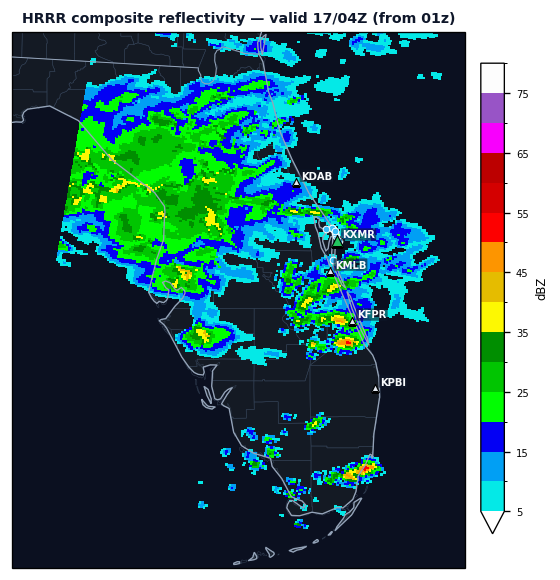 HRRR composite reflectivity — valid 17/04Z (from 01z)
KDAB
KXMR
KMLB
KFPR
KPBI
75
65
55
45
35
25
15
5
dBZ